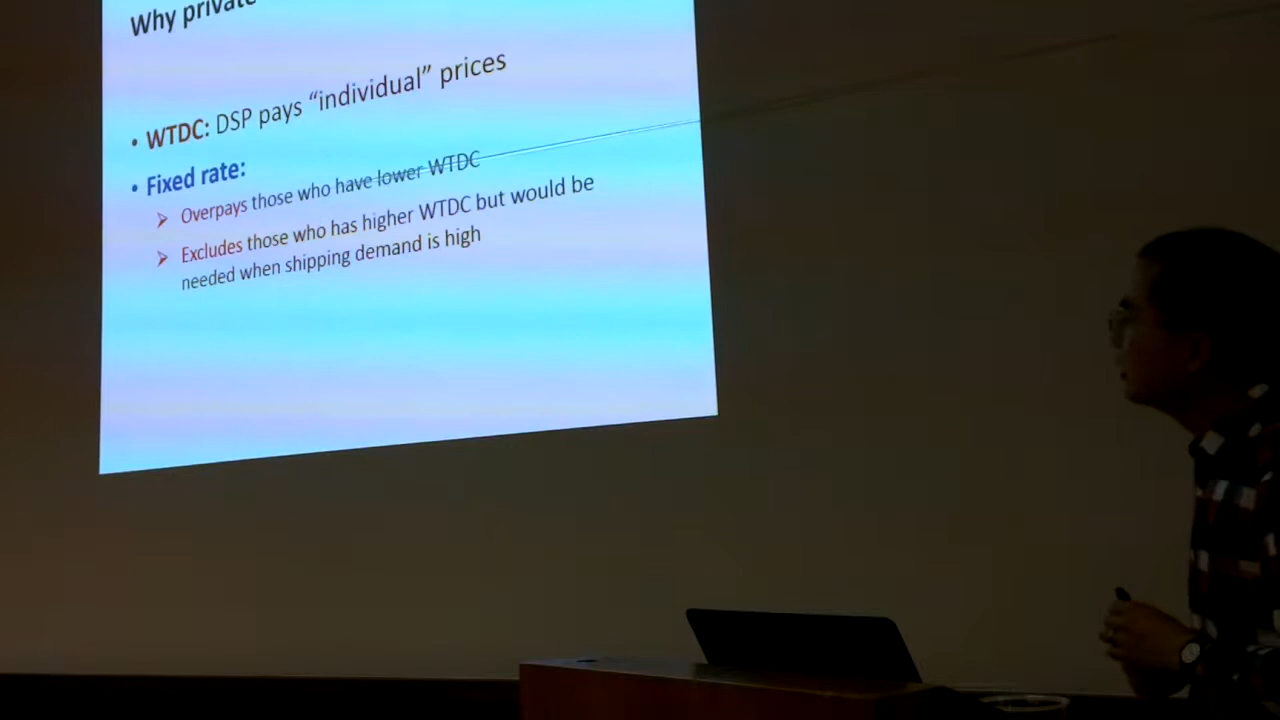 Why private
• WTDC: DSP pays “individual” prices
• Fixed rate:
➢ Overpays those who have lower WTDC
➢ Excludes those who has higher WTDC but would be
needed when shipping demand is high